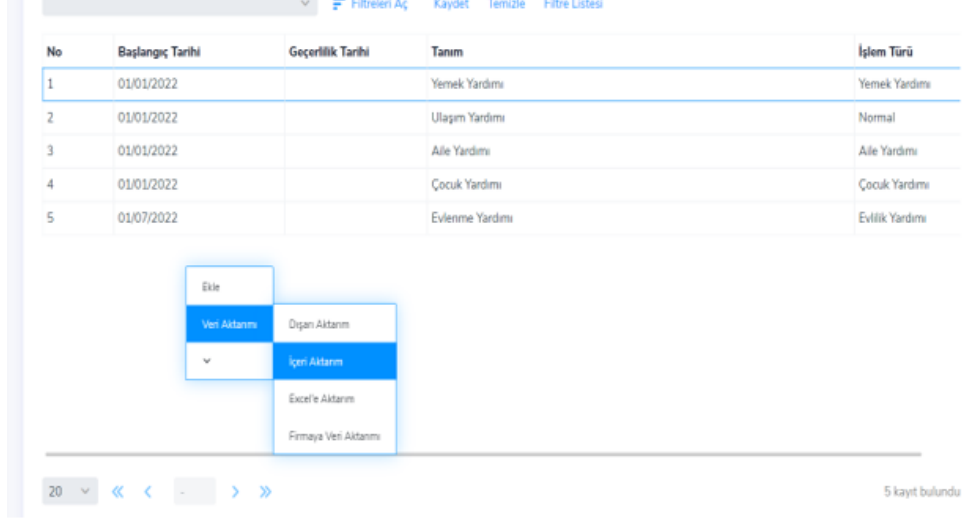 Filtreleri Aç Kaydet Temizle Filtre Listesi
No Başlangıç Tarihi Geçerlilik Tarihi Tanım İşlem Türü
1 01/01/2022 Yemek Yardımı Yemek Yardımı
2 01/01/2022 Ulaşım Yardımı Normal
3 01/01/2022 Aile Yardımı Aile Yardımı
4 01/01/2022 Çocuk Yardımı Çocuk Yardımı
5 01/07/2022 Evlenme Yardımı Evlilik Yardımı
Ekle
Veri Aktarımı Dışarı Aktarım
İçeri Aktarım
Excel'e Aktarım
Firmaya Veri Aktarımı
20 - 5 kayıt bulundu